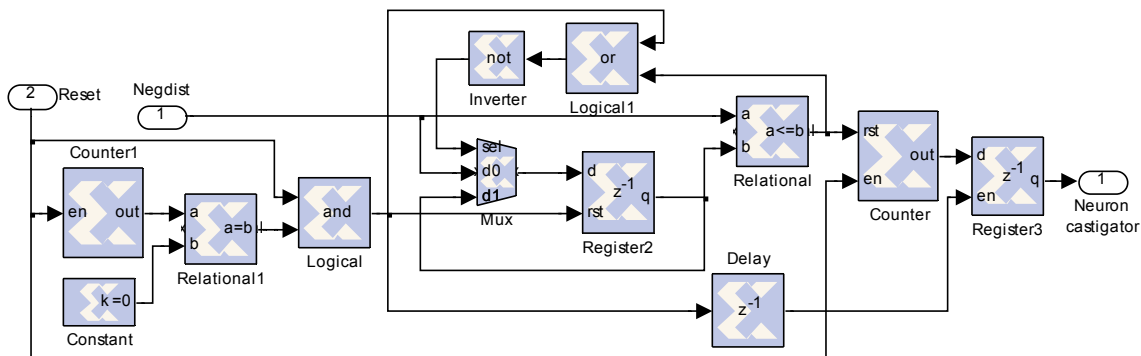 2
Reset
Negdist
1
not
Inverter
or
Logical1
Counter1
en
out
a
b
a=b
Relational1
and
Logical
k =0
Constant
sel
d0
d1
Mux
d
rst
z-1
q
Register2
a
b
a<=b
Relational
Delay
z-1
rst
en
out
Counter
d
en
z-1
q
Register3
1
Neuron
castigator